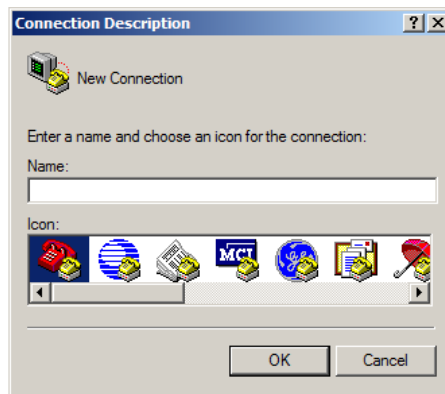 Connection Description
New Connection
Enter a name and choose an icon for the connection:
Name:
Icon:
MCI
OK
Cancel